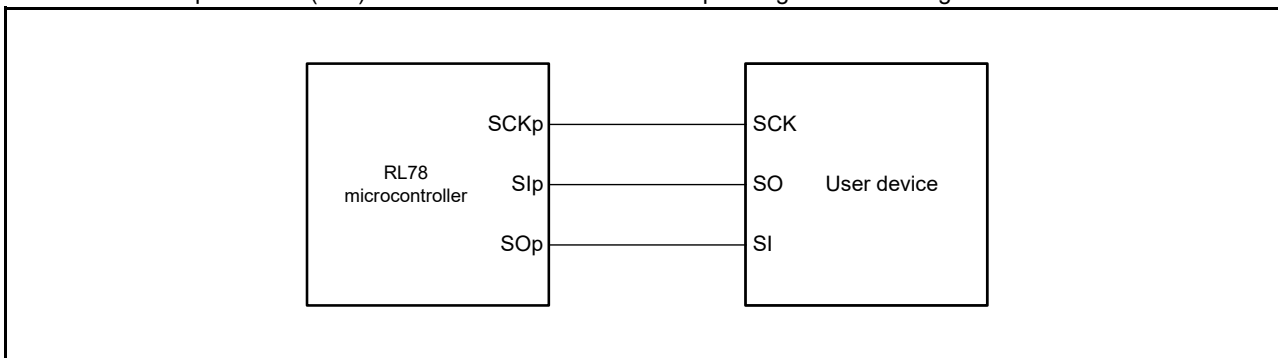 SCKp
SCK
RL78
microcontroller
SIp
SO
User device
SOp
SI